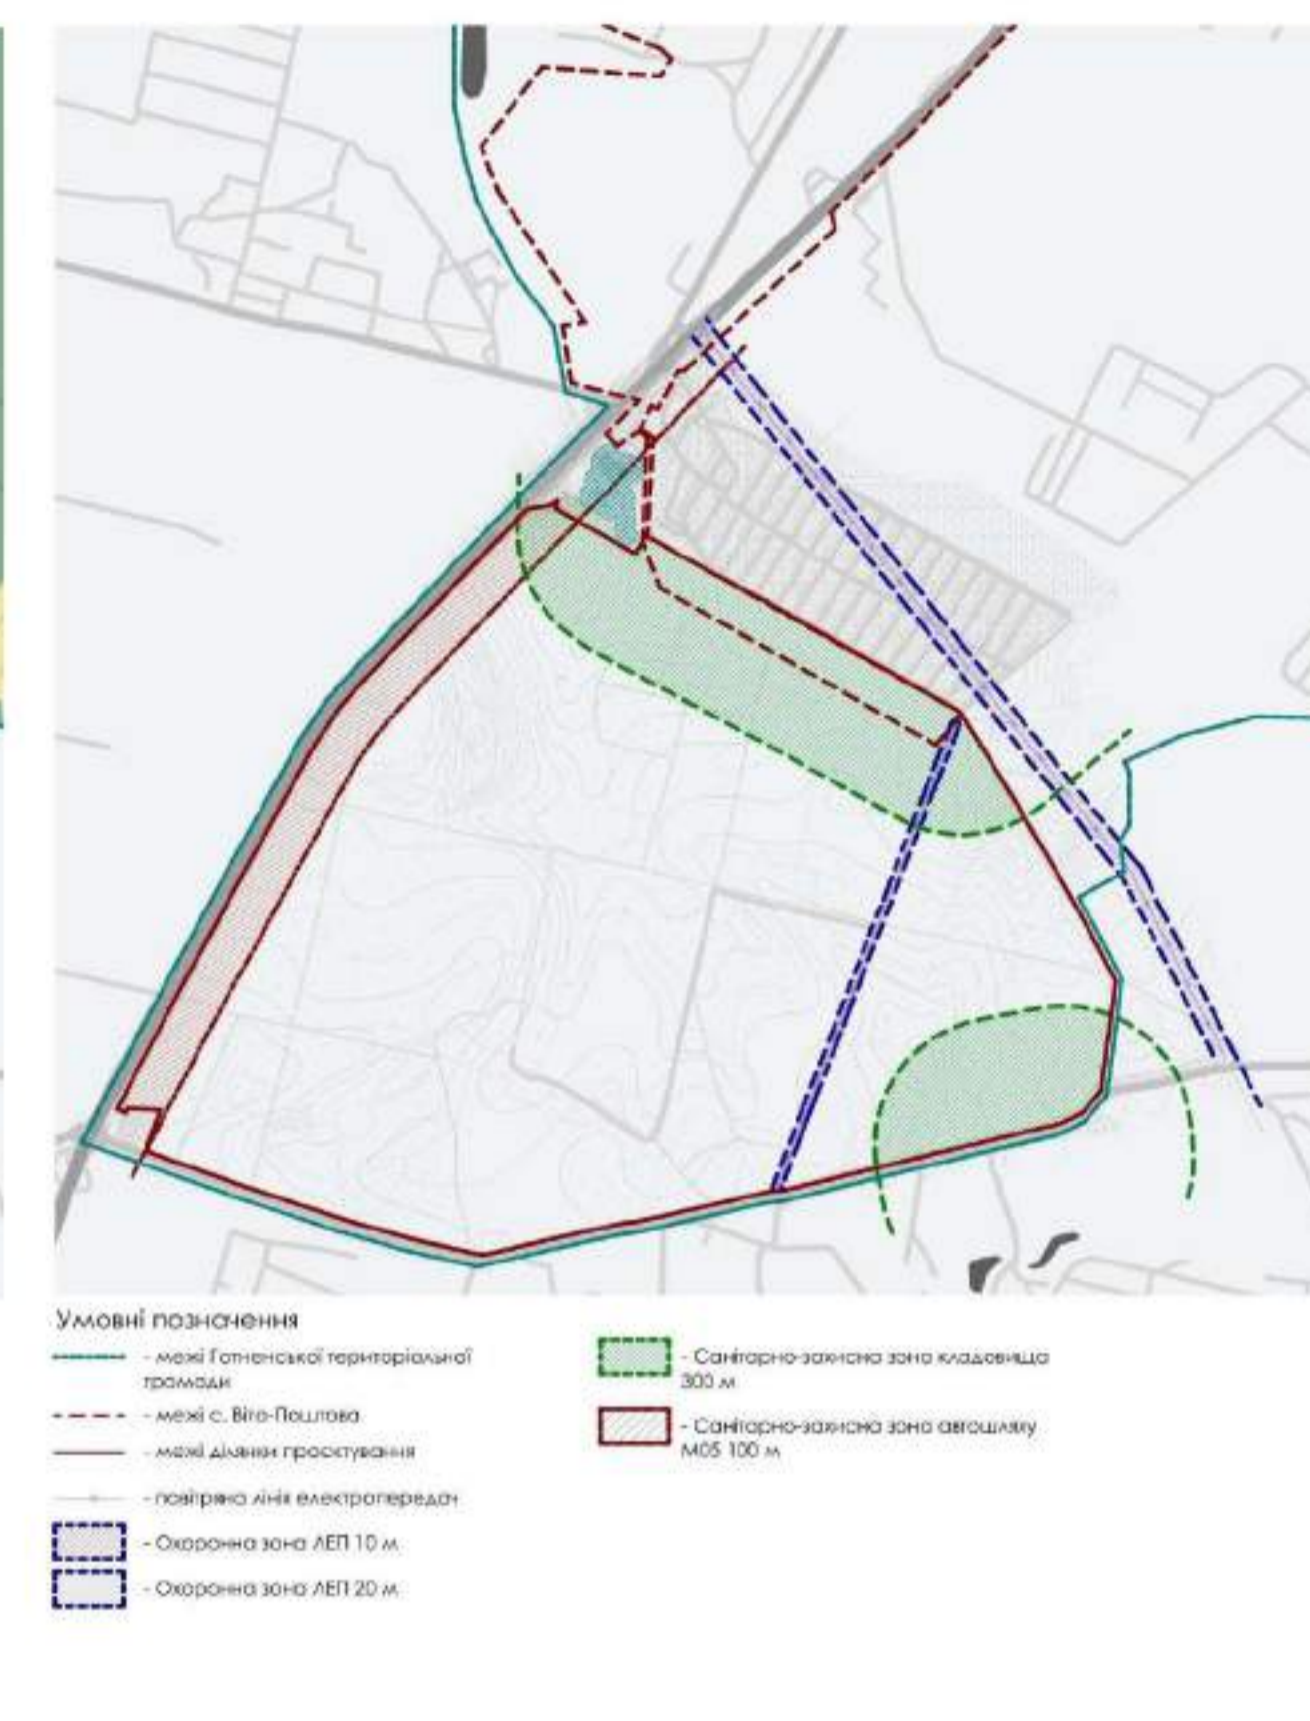 Умовні позначення
- межі Гатненської територіальної
громади
- межі с. Віта-Поштова
- межі ділянки проєктування
- повітряна лінія електропередач
- Охоронна зона ЛЕП 10 м
- Охоронна зона ЛЕП 20 м
- Санітарно-захисна зона кладовища
300 м
- Санітарно-захисна зона автошляху
М05 100 м